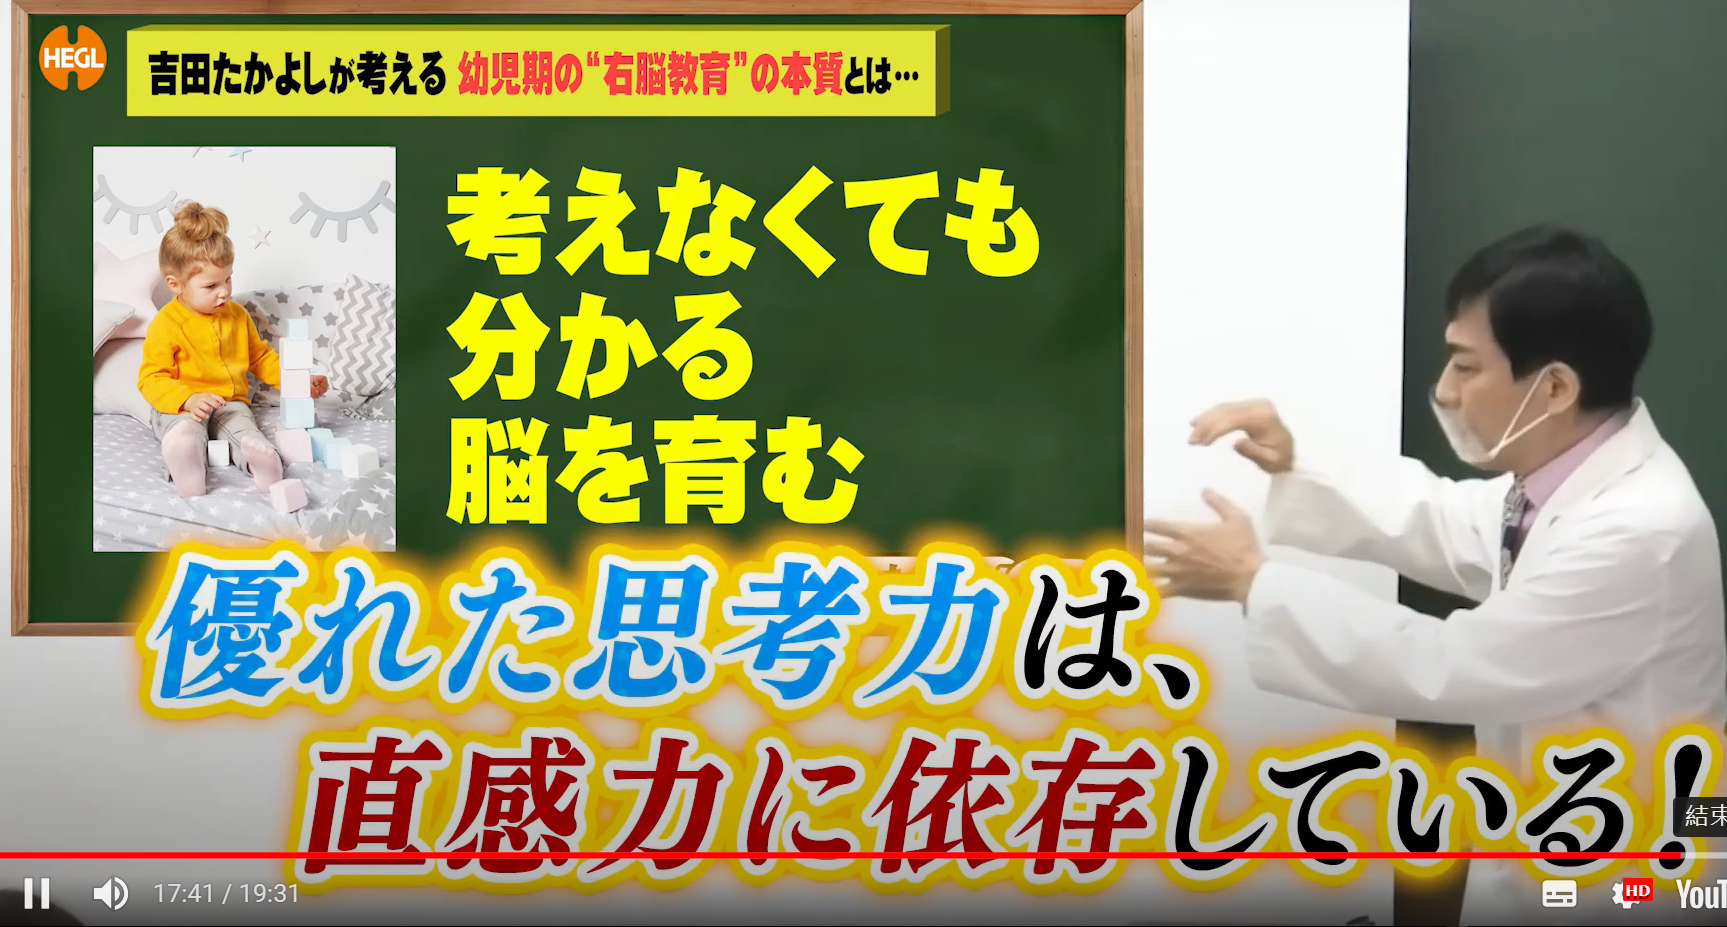 HEGL
吉田たかよしが考える 幼児期の“右脳教育”の本質とは…
考えなくても
分かる
脳を育む
優れた思考力は、
直感力に依存している！
結束
17:41 / 19:31
HD
YouT